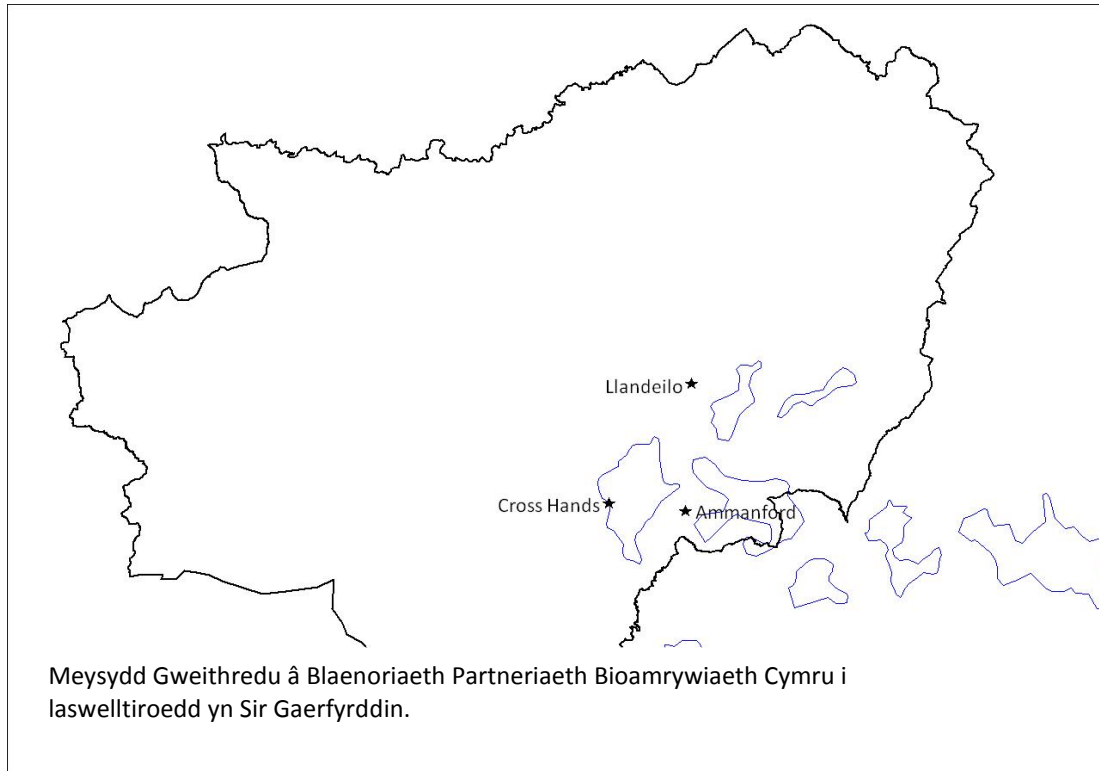 Llandeilo
Cross Hands
Ammanford
Meysydd Gweithredu â Blaenoriaeth Partneriaeth Bioamrywiaeth Cymru i
laswelltiroedd yn Sir Gaerfyrddin.